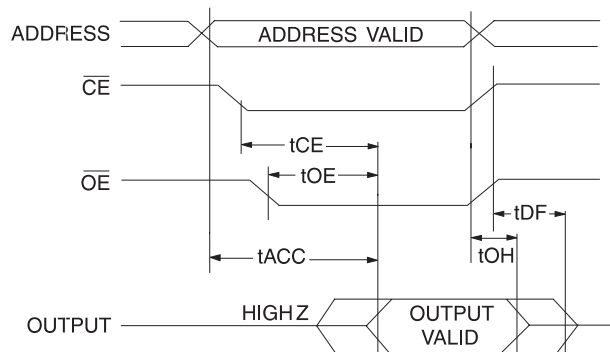 ADDRESS
ADDRESS VALID
CE
tCE
OE
tOE
tDF
tACC
tOH
OUTPUT
HIGH Z
OUTPUT
VALID